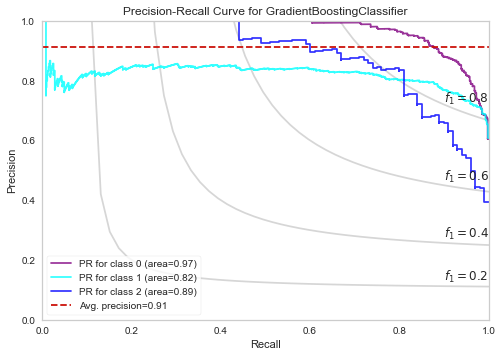 Precision-Recall Curve for GradientBoostingClassifier
1.0
0.8
0.6
0.4
0.2
0.0
Precision
f1=0.8
f1=0.6
f1=0.4
f1=0.2
PR for class 0 (area=0.97)
PR for class 1 (area=0.82)
PR for class 2 (area=0.89)
Avg. precision=0.91
0.0 0.2 0.4 0.6 0.8 1.0
Recall